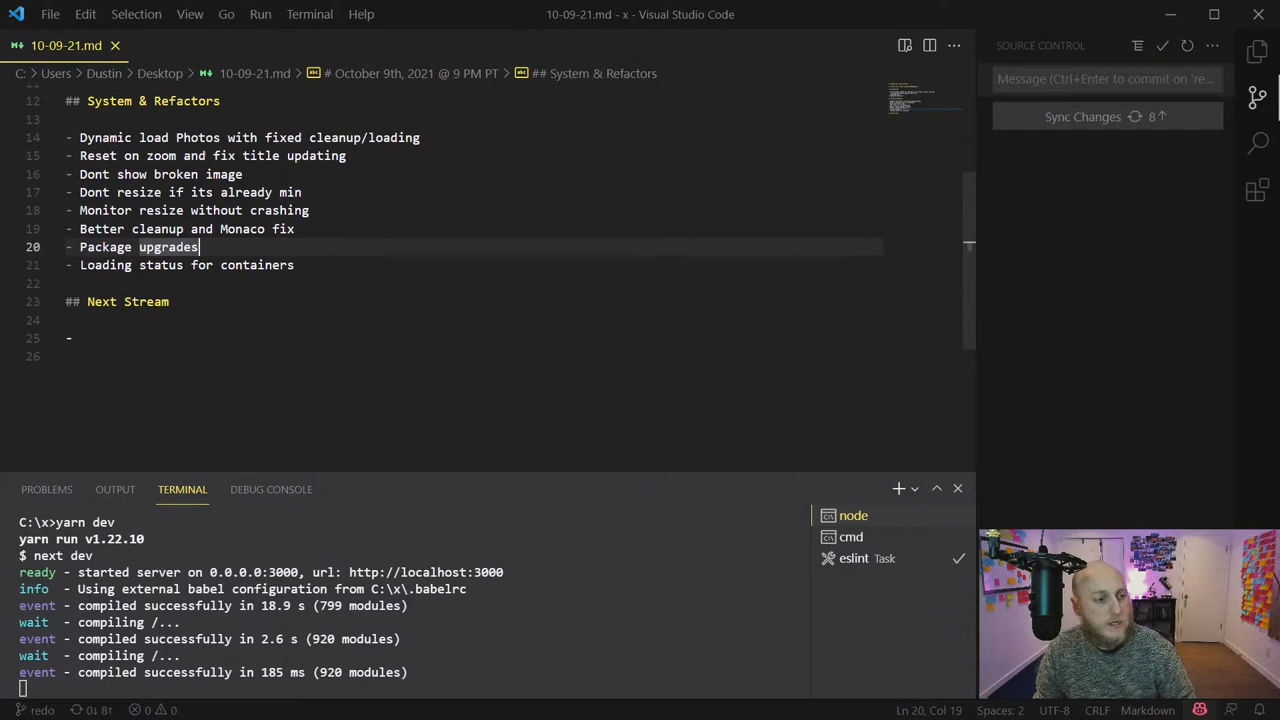 File Edit Selection View Go Run Terminal Help
10-09-21.md - x - Visual Studio Code
10-09-21.md
SOURCE CONTROL
C: > Users > Dustin > Desktop > 10-09-21.md > # October 9th, 2021 @ 9 PM PT > ## System & Refactors
Message (Ctrl+Enter to commit on 're...
Sync Changes 8↑
11
12 ## System & Refactors
13
14 - Dynamic load Photos with fixed cleanup/loading
15 - Reset on zoom and fix title updating
16 - Dont show broken image
17 - Dont resize if its already min
18 - Monitor resize without crashing
19 - Better cleanup and Monaco fix
20 - Package upgrades
21 - Loading status for containers
22
23 ## Next Stream
24
25 -
26
PROBLEMS OUTPUT TERMINAL DEBUG CONSOLE
C:\x>yarn dev
yarn run v1.22.10
$ next dev
ready - started server on 0.0.0.0:3000, url: http://localhost:3000
info - Using external babel configuration from C:\x\.babelrc
event - compiled successfully in 18.9 s (799 modules)
wait - compiling /...
event - compiled successfully in 2.6 s (920 modules)
wait - compiling /...
event - compiled successfully in 185 ms (920 modules)
node
cmd
eslint Task
redo 0↓ 8↑ 0 0
Ln 20, Col 19 Spaces: 2 UTF-8 CRLF Markdown